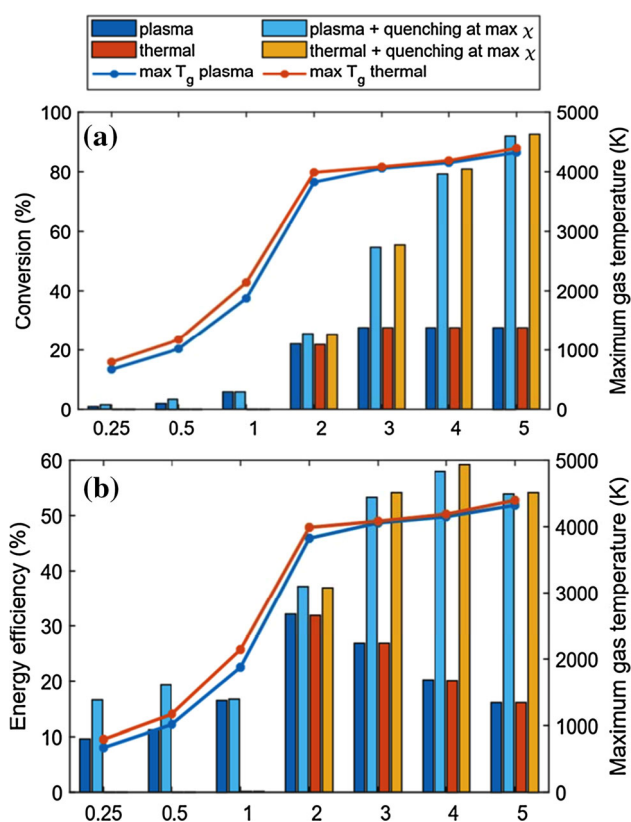 plasma
plasma + quenching at max χ
thermal
thermal + quenching at max χ
max Tg plasma
max Tg thermal
(a)
Conversion (%)
100
80
60
40
20
0
5000
4000
3000
2000
1000
0
Maximum gas temperature (K)
0.25 0.5 1 2 3 4 5
(b)
Energy efficiency (%)
60
50
40
30
20
10
0
5000
4000
3000
2000
1000
0
Maximum gas temperature (K)
0.25 0.5 1 2 3 4 5